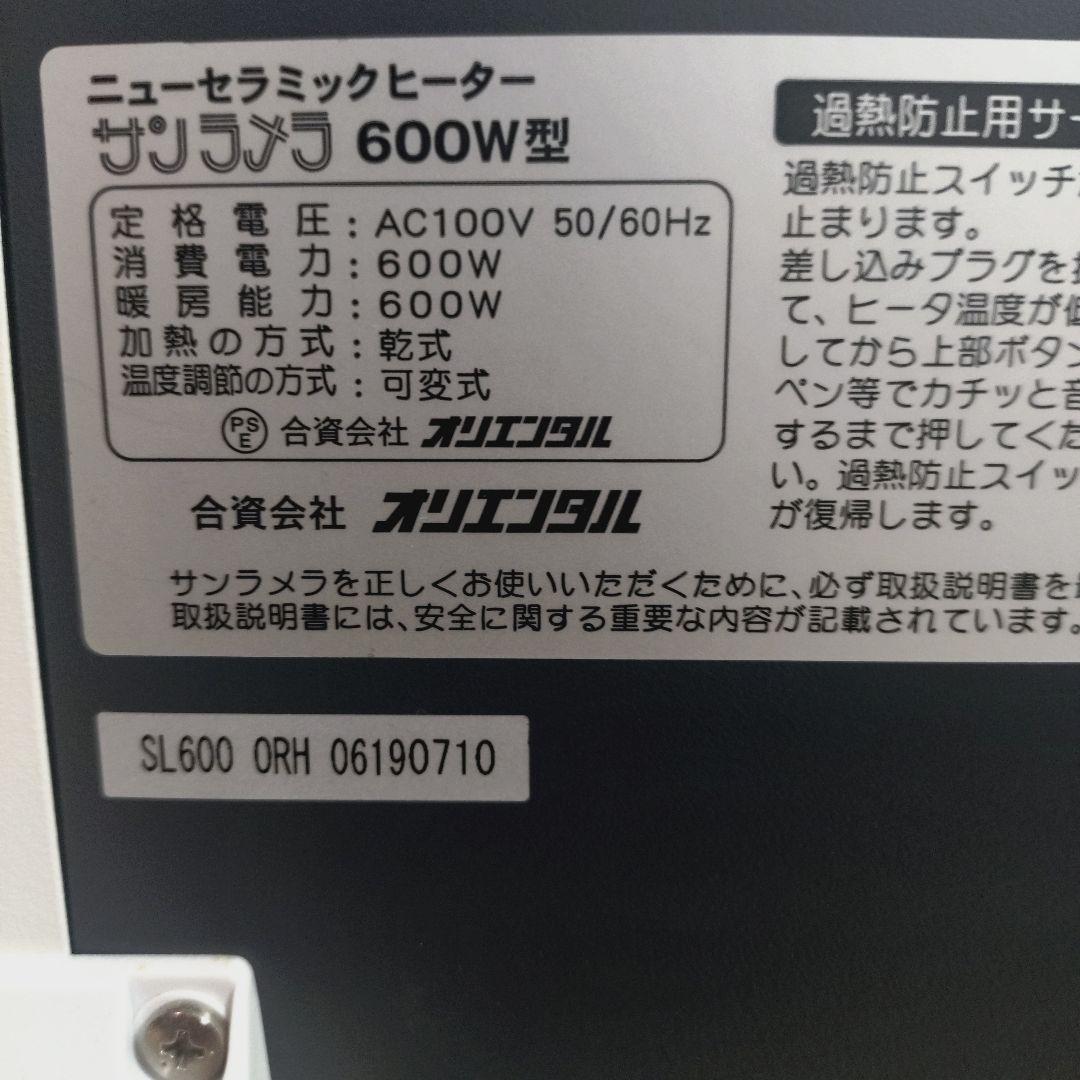 ニューセラミックヒーター
サンラメラ 600W型
定格電圧：AC100V 50/60Hz
消費電力：600W
暖房能力：600W
加熱の方式：乾式
温度調節の方式：可変式
PSE 合資会社 オリエンタル
合資会社 オリエンタル
過熱防止用サー
過熱防止スイッチ
止まります。
差し込みプラグを
て、ヒータ温度が
してから上部ボタン
ペン等でカチッと音
するまで押してくだ
い。過熱防止スイッ
が復帰します。
サンラメラを正しくお使いいただくために、必ず取扱説明書を
取扱説明書には、安全に関する重要な内容が記載されています。
SL600 ORH 06190710